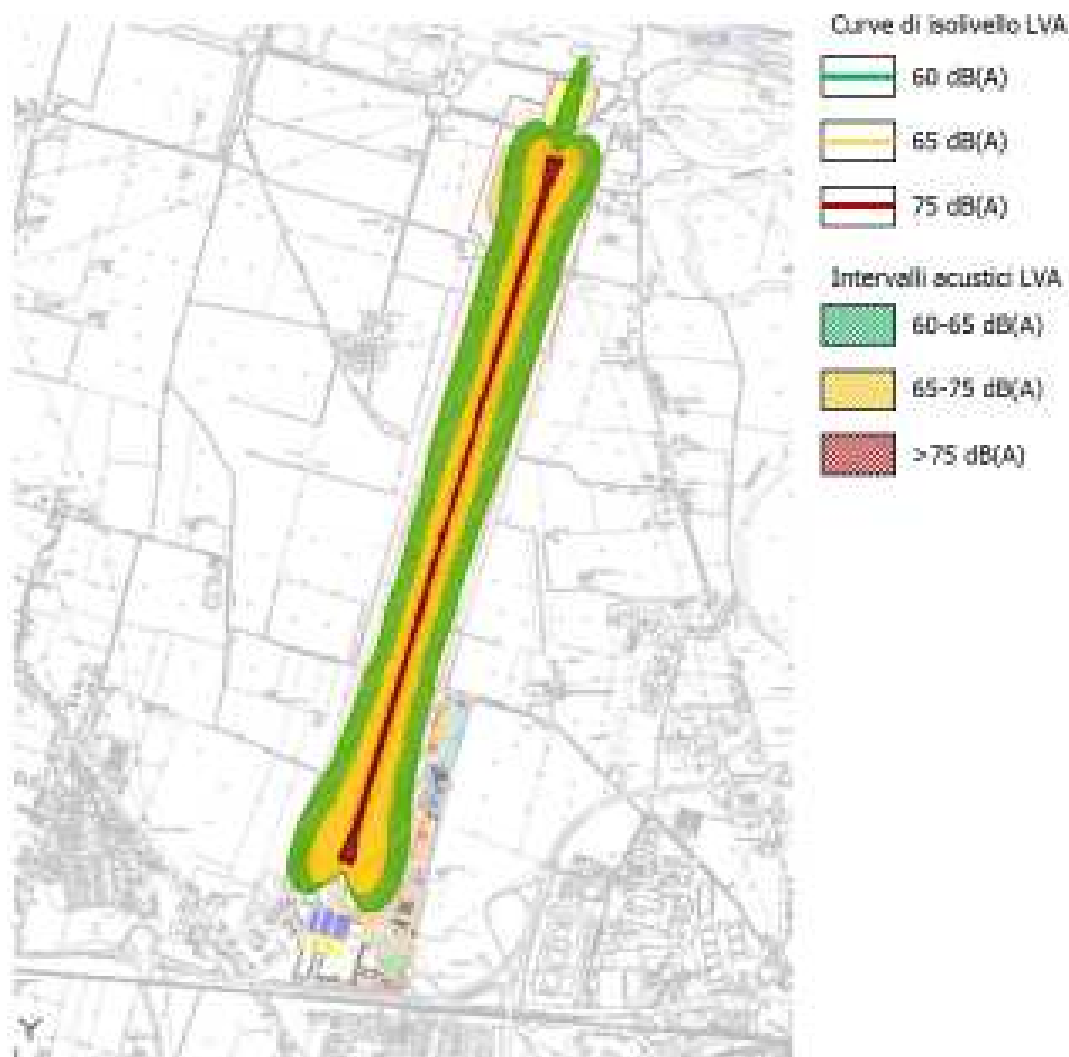 Curve di isolivello LVA
60 dB(A)
65 dB(A)
75 dB(A)
Intervalli acustici LVA
60-65 dB(A)
65-75 dB(A)
>75 dB(A)